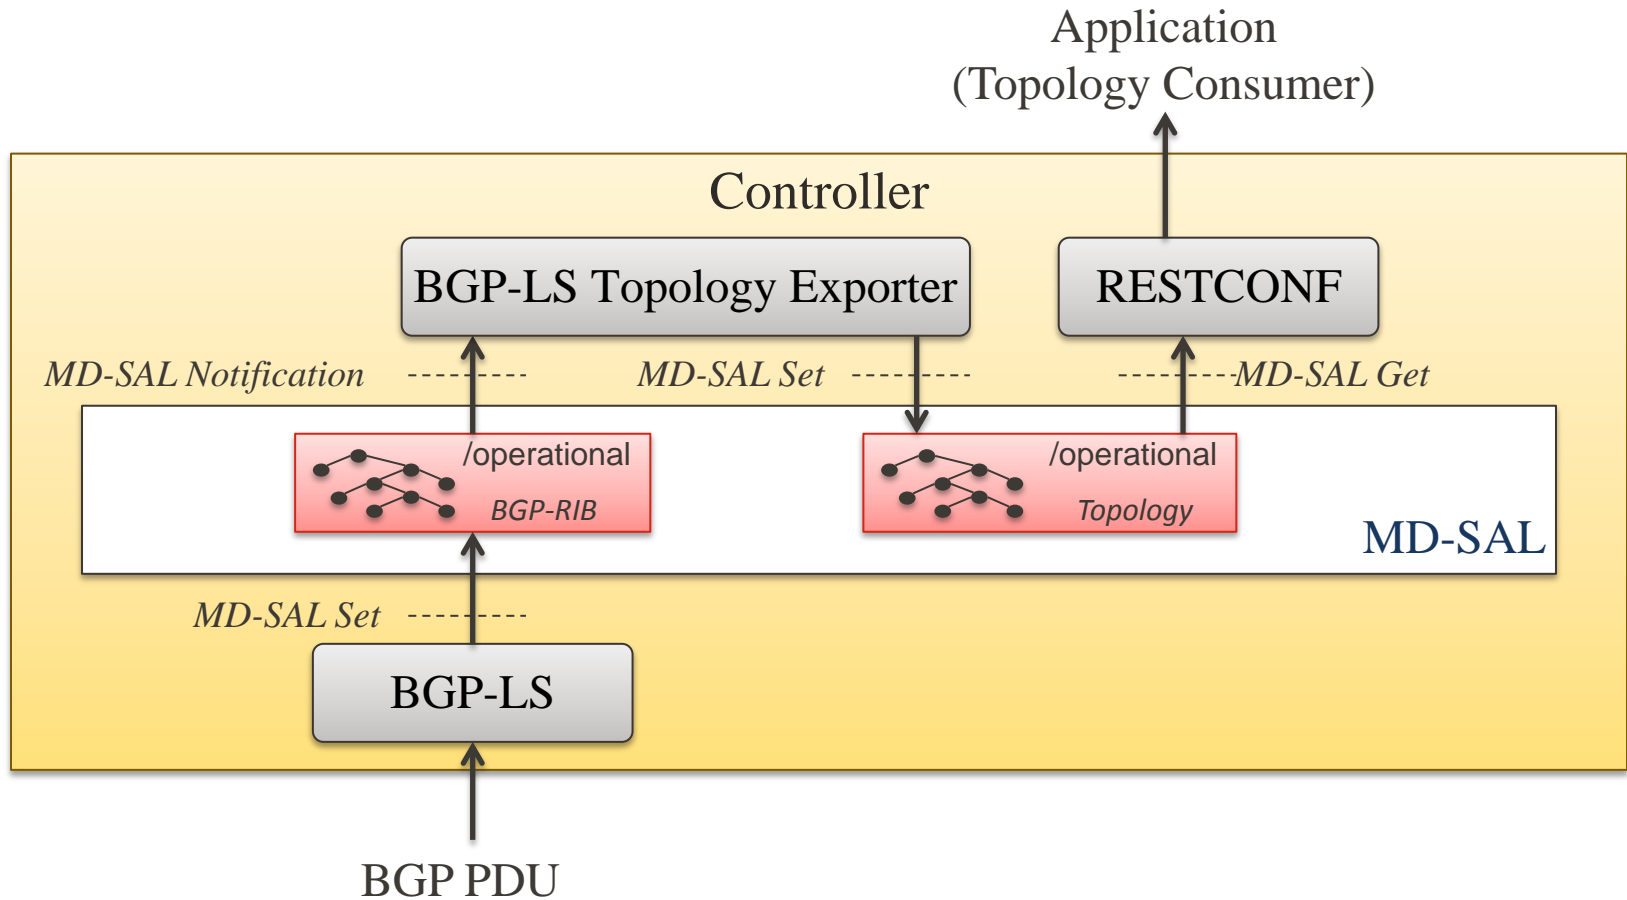 Application
(Topology Consumer)
Controller
BGP-LS Topology Exporter
RESTCONF
MD-SAL Notification
MD-SAL Set
MD-SAL Get
/operational
BGP-RIB
/operational
Topology
MD-SAL
MD-SAL Set
BGP-LS
BGP PDU